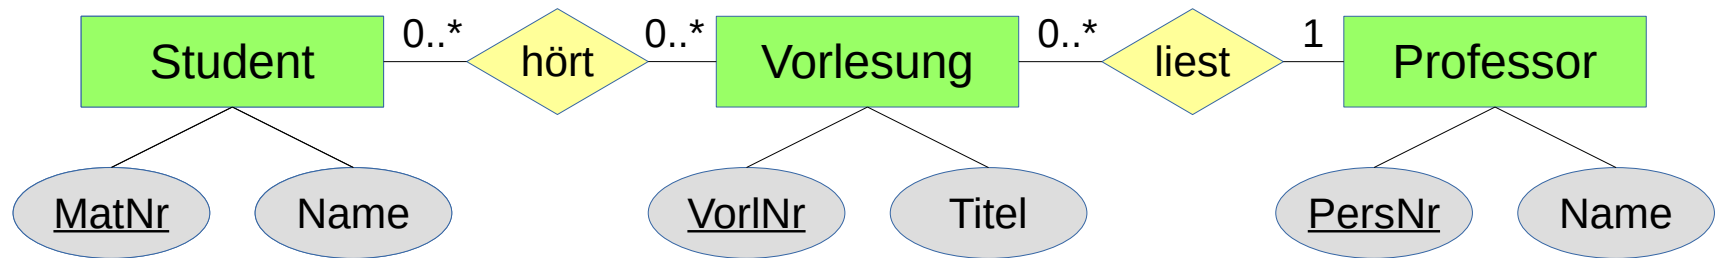 0..* 0..* 0..* 1
Student hört Vorlesung liest Professor
MatNr Name VorlNr Titel PersNr Name